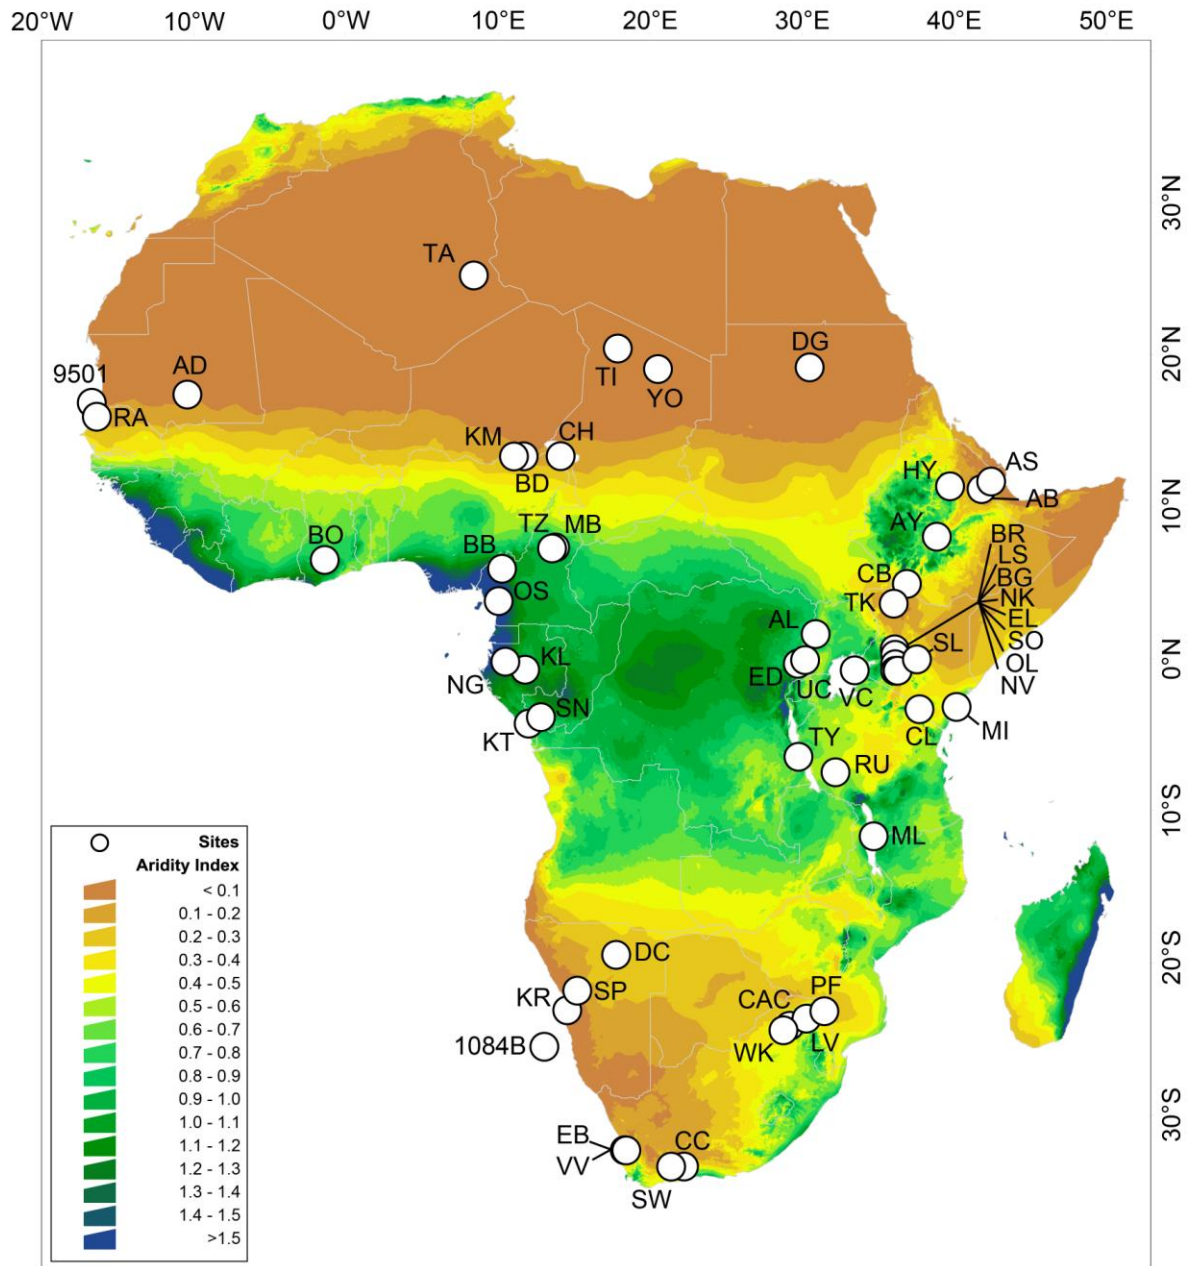 20°W 10°W 0°W 10°E 20°E 30°E 40°E 50°E
30°N
TA
20°N
DG
9501
AD
TI
YO
RA
KM
CH
BD
HY
AS
AB
10°N
TZ
MB
AY
BO
BB
BR
LS
BG
NK
EL
SO
OL
NV
CB
TK
OS
AL
SL
0°N
KL
NG
ED
UC
VC
SN
KT
CL
MI
TY
RU
10°S
ML
DC
20°S
SP
KR
PF
CAC
1084B
WK
LV
30°S
EB
VV
CC
SW
Sites
Aridity Index
< 0.1
0.1 - 0.2
0.2 - 0.3
0.3 - 0.4
0.4 - 0.5
0.5 - 0.6
0.6 - 0.7
0.7 - 0.8
0.8 - 0.9
0.9 - 1.0
1.0 - 1.1
1.1 - 1.2
1.2 - 1.3
1.3 - 1.4
1.4 - 1.5
>1.5